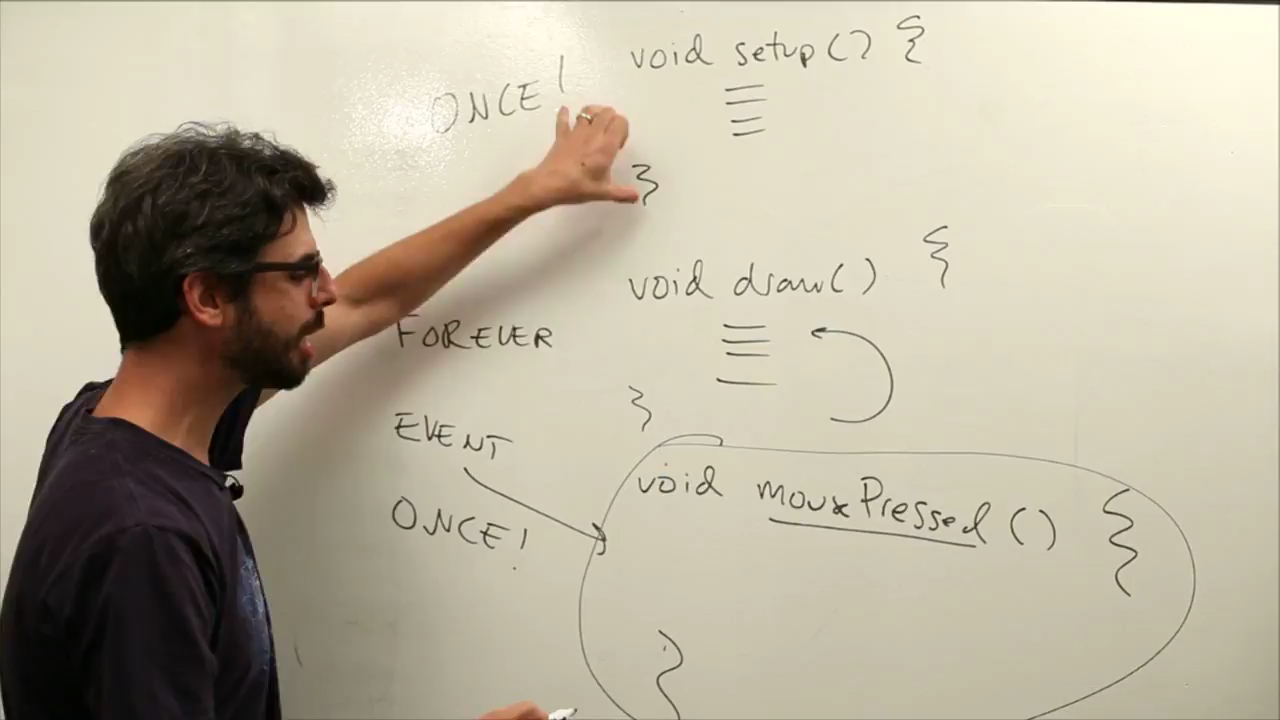 ONCE!
void setup() {
}
void draw() {
FOREVER
}
EVENT
void mousePressed() {
ONCE!
}